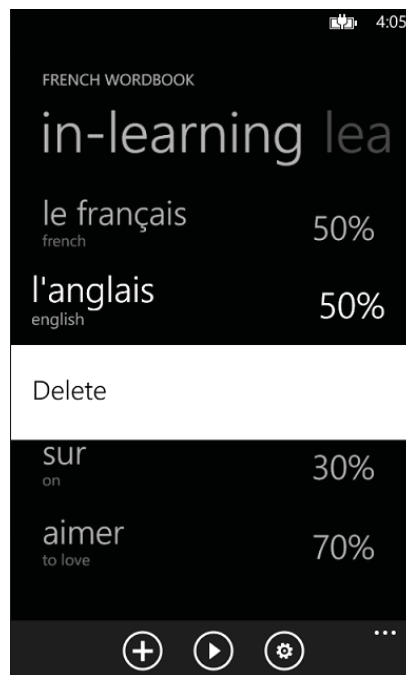 4:05
FRENCH WORDBOOK
in-learning lea
le français 50%
french
l'anglais 50%
english
Delete
sur 30%
on
aimer 70%
to love
...